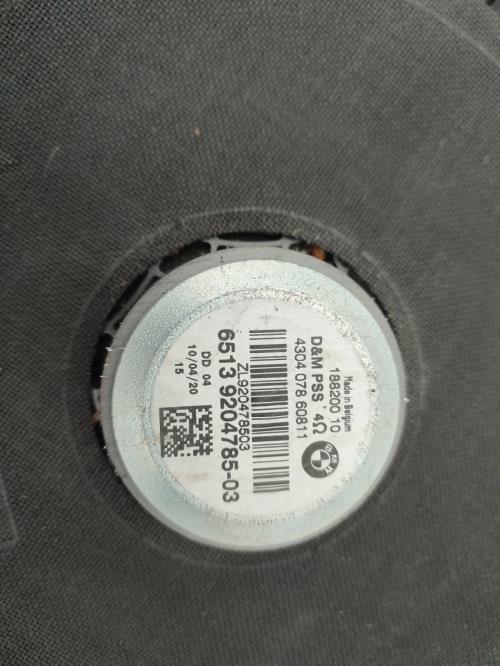 Made in Belgium
188200 10
D&M PSS 4Ω
4304 078 60811
BMW
ZL920478503
6513 9204785-03
DD 04
10/04/20
15